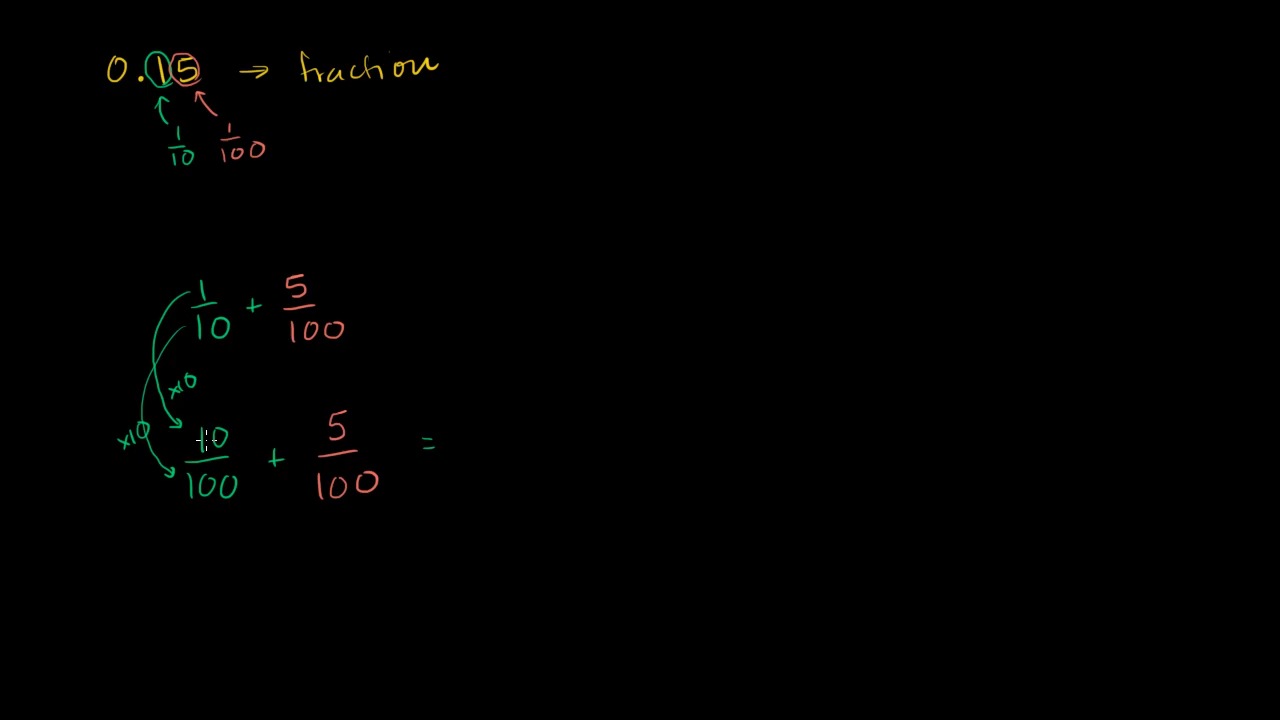 0.15 → fraction
1/10 1/100
1/10 + 5/100
×10
×10
10/100 + 5/100 =